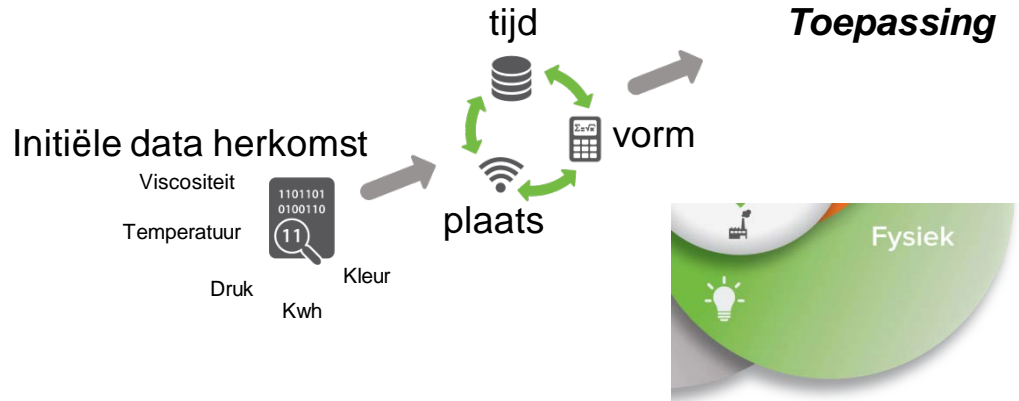 tijd
Toepassing
Σ±√π
vorm
Initiële data herkomst
Viscositeit
1101101
0100110
Temperatuur
11
plaats
Kleur
Druk
Kwh
Fysiek